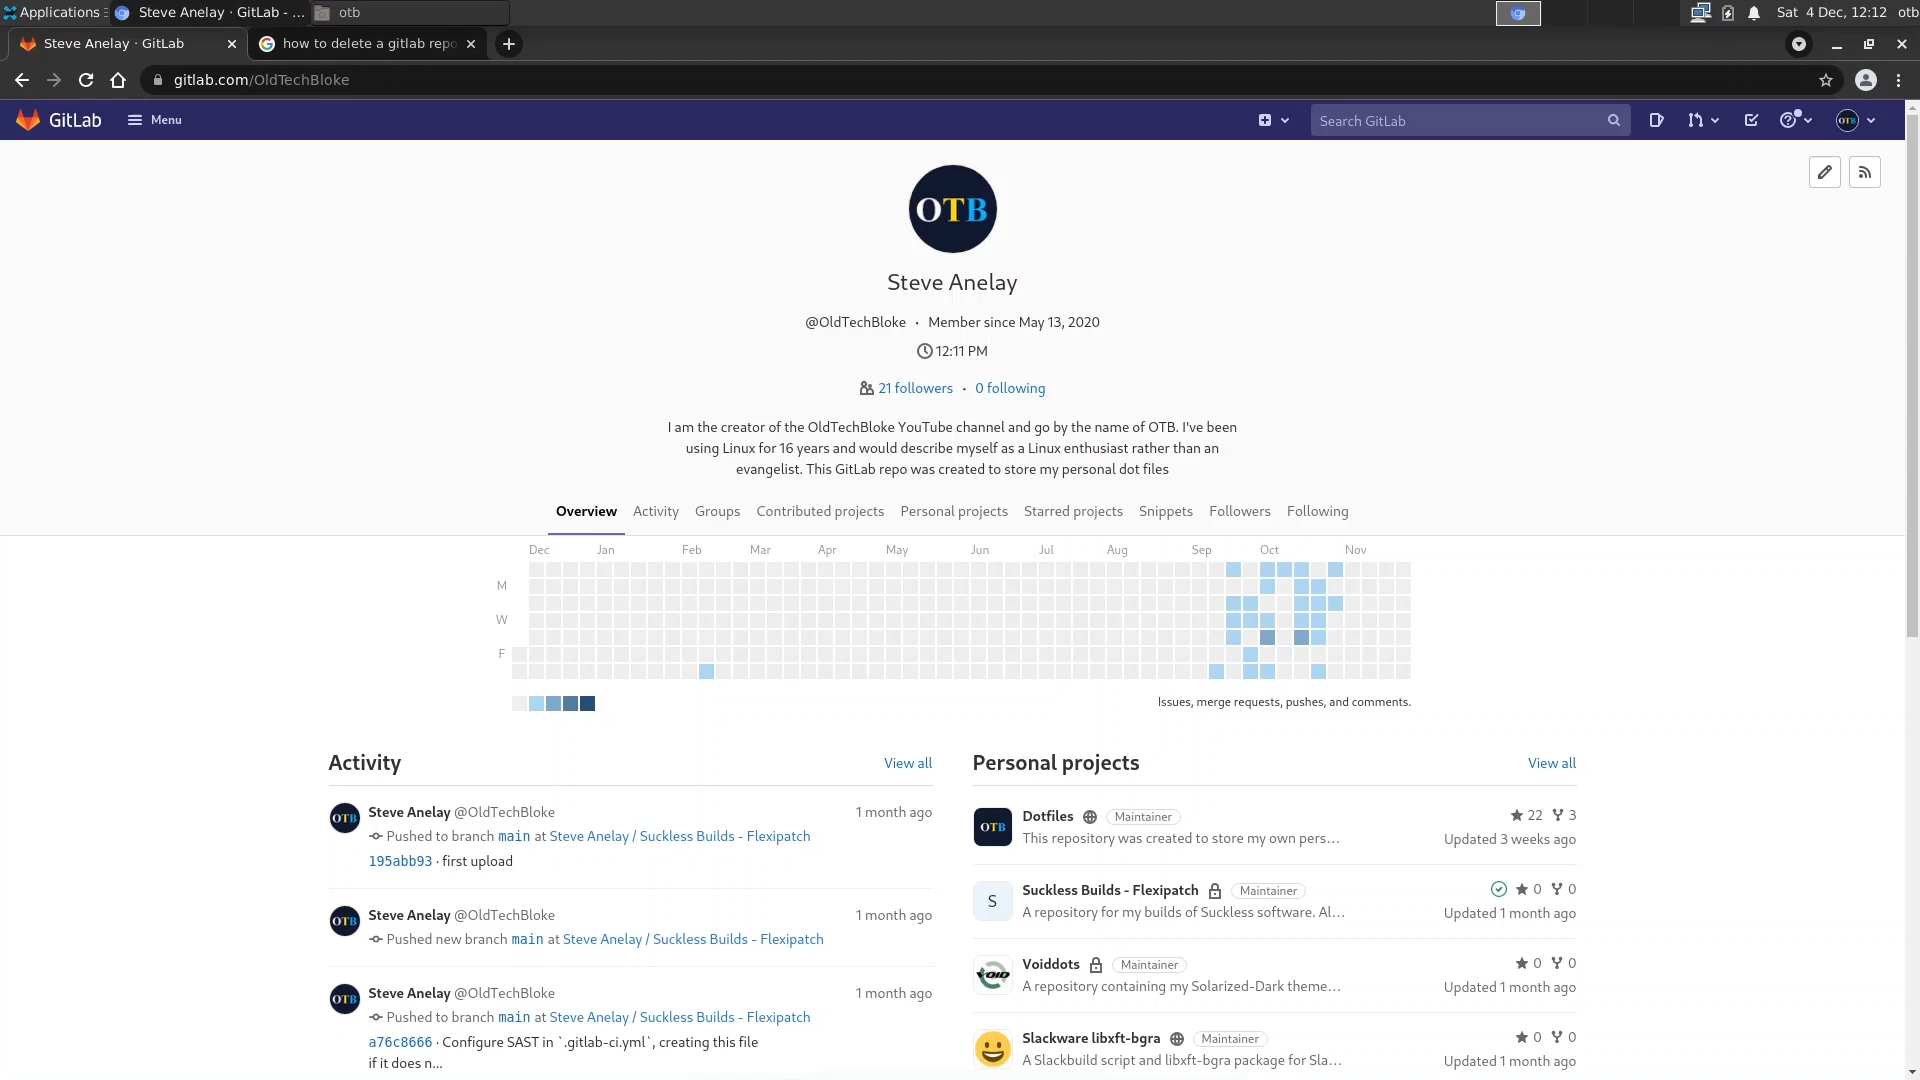 Applications
Steve Anelay · GitLab - ...
otb
Sat 4 Dec, 12:12
otb
Steve Anelay · GitLab
how to delete a gitlab repo
gitlab.com/OldTechBloke
GitLab
Menu
Search GitLab
OTB
OTB
Steve Anelay
@OldTechBloke · Member since May 13, 2020
12:11 PM
21 followers · 0 following
I am the creator of the OldTechBloke YouTube channel and go by the name of OTB. I've been
using Linux for 16 years and would describe myself as a Linux enthusiast rather than an
evangelist. This GitLab repo was created to store my personal dot files
Overview Activity Groups Contributed projects Personal projects Starred projects Snippets Followers Following
Dec Jan Feb Mar Apr May Jun Jul Aug Sep Oct Nov
M
W
F
Issues, merge requests, pushes, and comments.
Activity
View all
OTB
Steve Anelay @OldTechBloke
1 month ago
Pushed to branch main at Steve Anelay / Suckless Builds - Flexipatch
195abb93 · first upload
OTB
Steve Anelay @OldTechBloke
1 month ago
Pushed new branch main at Steve Anelay / Suckless Builds - Flexipatch
OTB
Steve Anelay @OldTechBloke
1 month ago
Pushed to branch main at Steve Anelay / Suckless Builds - Flexipatch
a76c8666 · Configure SAST in `.gitlab-ci.yml`, creating this file
if it does n...
Personal projects
View all
OTB
Dotfiles Maintainer
22 3
This repository was created to store my own pers...
Updated 3 weeks ago
S
Suckless Builds - Flexipatch Maintainer
0 0
A repository for my builds of Suckless software. Al...
Updated 1 month ago
VOID
Voiddots Maintainer
0 0
A repository containing my Solarized-Dark theme...
Updated 1 month ago
Slackware libxft-bgra Maintainer
0 0
A Slackbuild script and libxft-bgra package for Sla...
Updated 1 month ago